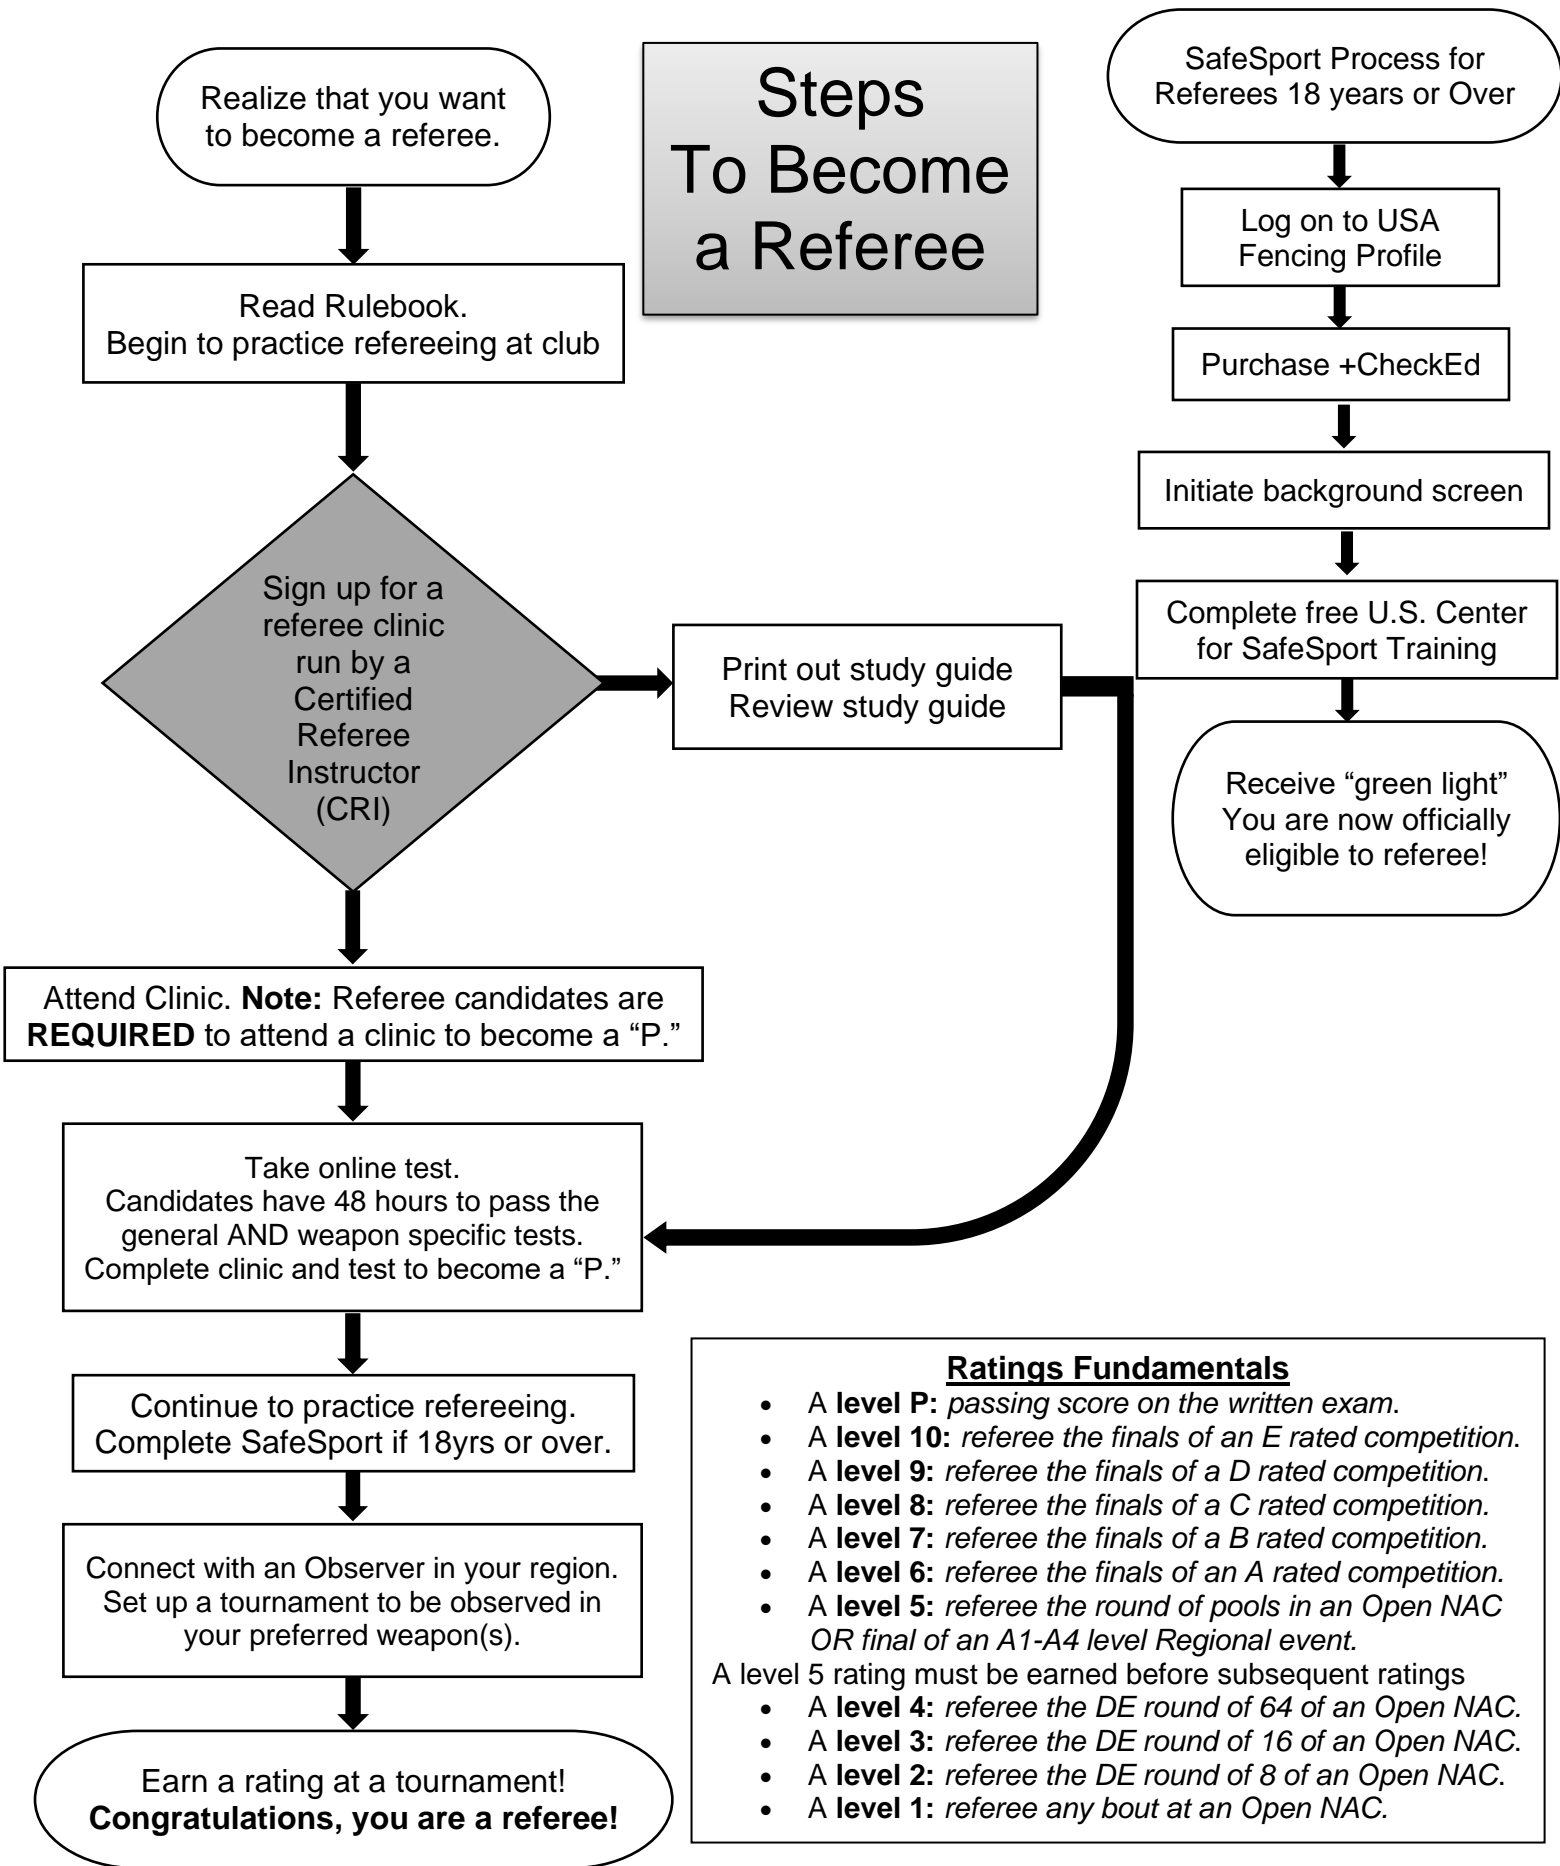 Steps
To Become
a Referee
Realize that you want
to become a referee.
Read Rulebook.
Begin to practice refereeing at club
Sign up for a
referee clinic
run by a
Certified
Referee
Instructor
(CRI)
Print out study guide
Review study guide
Attend Clinic. Note: Referee candidates are
REQUIRED to attend a clinic to become a “P.”
Take online test.
Candidates have 48 hours to pass the
general AND weapon specific tests.
Complete clinic and test to become a “P.”
Continue to practice refereeing.
Complete SafeSport if 18yrs or over.
Connect with an Observer in your region.
Set up a tournament to be observed in
your preferred weapon(s).
Earn a rating at a tournament!
Congratulations, you are a referee!
SafeSport Process for
Referees 18 years or Over
Log on to USA
Fencing Profile
Purchase +CheckEd
Initiate background screen
Complete free U.S. Center
for SafeSport Training
Receive “green light”
You are now officially
eligible to referee!
Ratings Fundamentals
• A level P: passing score on the written exam.
• A level 10: referee the finals of an E rated competition.
• A level 9: referee the finals of a D rated competition.
• A level 8: referee the finals of a C rated competition.
• A level 7: referee the finals of a B rated competition.
• A level 6: referee the finals of an A rated competition.
• A level 5: referee the round of pools in an Open NAC
OR final of an A1-A4 level Regional event.
A level 5 rating must be earned before subsequent ratings
• A level 4: referee the DE round of 64 of an Open NAC.
• A level 3: referee the DE round of 16 of an Open NAC.
• A level 2: referee the DE round of 8 of an Open NAC.
• A level 1: referee any bout at an Open NAC.